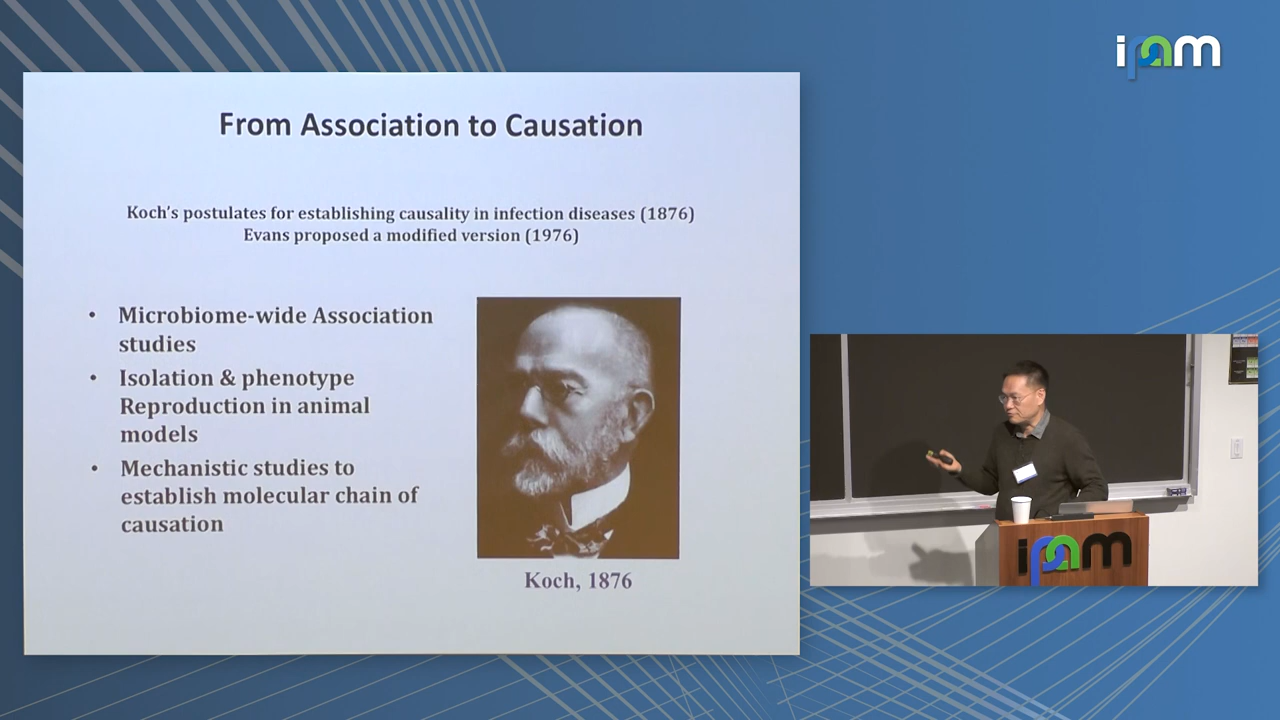 ipam
From Association to Causation
Koch's postulates for establishing causality in infection diseases (1876)
Evans proposed a modified version (1976)
• Microbiome-wide Association
studies
• Isolation & phenotype
Reproduction in animal
models
• Mechanistic studies to
establish molecular chain of
causation
Koch, 1876
ipam